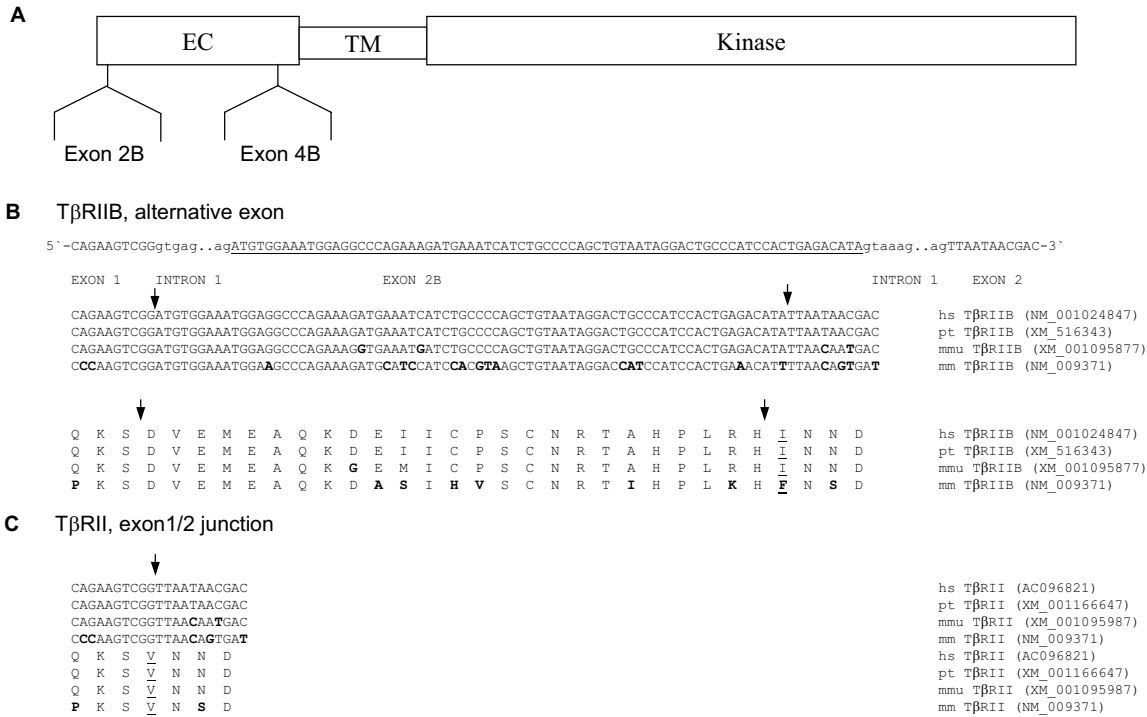 A
EC
TM
Kinase
Exon 2B
Exon 4B
B TβRIIB, alternative exon
5`-CAGAAGTCGGgtgag..agATGTGGAAATGGAGGCCCAGAAAGATGAAATCATCTGCCCCAGCTGTAATAGGACTGCCCATCCACTGAGACATAgtaaag..agTTAATAACGAC-3`
EXON 1 INTRON 1 EXON 2B INTRON 1 EXON 2
CAGAAGTCGGATGTGGAAATGGAGGCCCAGAAAGATGAAATCATCTGCCCCAGCTGTAATAGGACTGCCCATCCACTGAGACATATTAATAACGAC hs TβRIIB (NM_001024847)
CAGAAGTCGGATGTGGAAATGGAGGCCCAGAAAGATGAAATCATCTGCCCCAGCTGTAATAGGACTGCCCATCCACTGAGACATATTAATAACGAC pt TβRIIB (XM_516343)
CAGAAGTCGGATGTGGAAATGGAGGCCCAGAAAGGTGAAATGATCTGCCCCAGCTGTAATAGGACTGCCCATCCACTGAGACATATTAACAATGAC mmu TβRIIB (XM_001095877)
CCCAAGTCGGATGTGGAAATGGAAGCCCAGAAAGATGCATCCATCCACGTAAGCTGTAATAGGACCATCCATCCACTGAAACATTTTAACAGTGAT mm TβRIIB (NM_009371)
Q K S D V E M E A Q K D E I I C P S C N R T A H P L R H I N N D hs TβRIIB (NM_001024847)
Q K S D V E M E A Q K D E I I C P S C N R T A H P L R H I N N D pt TβRIIB (XM_516343)
Q K S D V E M E A Q K G E M I C P S C N R T A H P L R H I N N D mmu TβRIIB (XM_001095877)
P K S D V E M E A Q K D A S I H V S C N R T I H P L K H F N S D mm TβRIIB (NM_009371)
C TβRII, exon1/2 junction
CAGAAGTCGGTTAATAACGAC hs TβRII (AC096821)
CAGAAGTCGGTTAATAACGAC pt TβRII (XM_001166647)
CAGAAGTCGGTTAACAATGAC mmu TβRII (XM_001095987)
CCCAAGTCGGTTAACAGTGAT mm TβRII (NM_009371)
Q K S V N N D hs TβRII (AC096821)
Q K S V N N D pt TβRII (XM_001166647)
Q K S V N N D mmu TβRII (XM_001095987)
P K S V N S D mm TβRII (NM_009371)